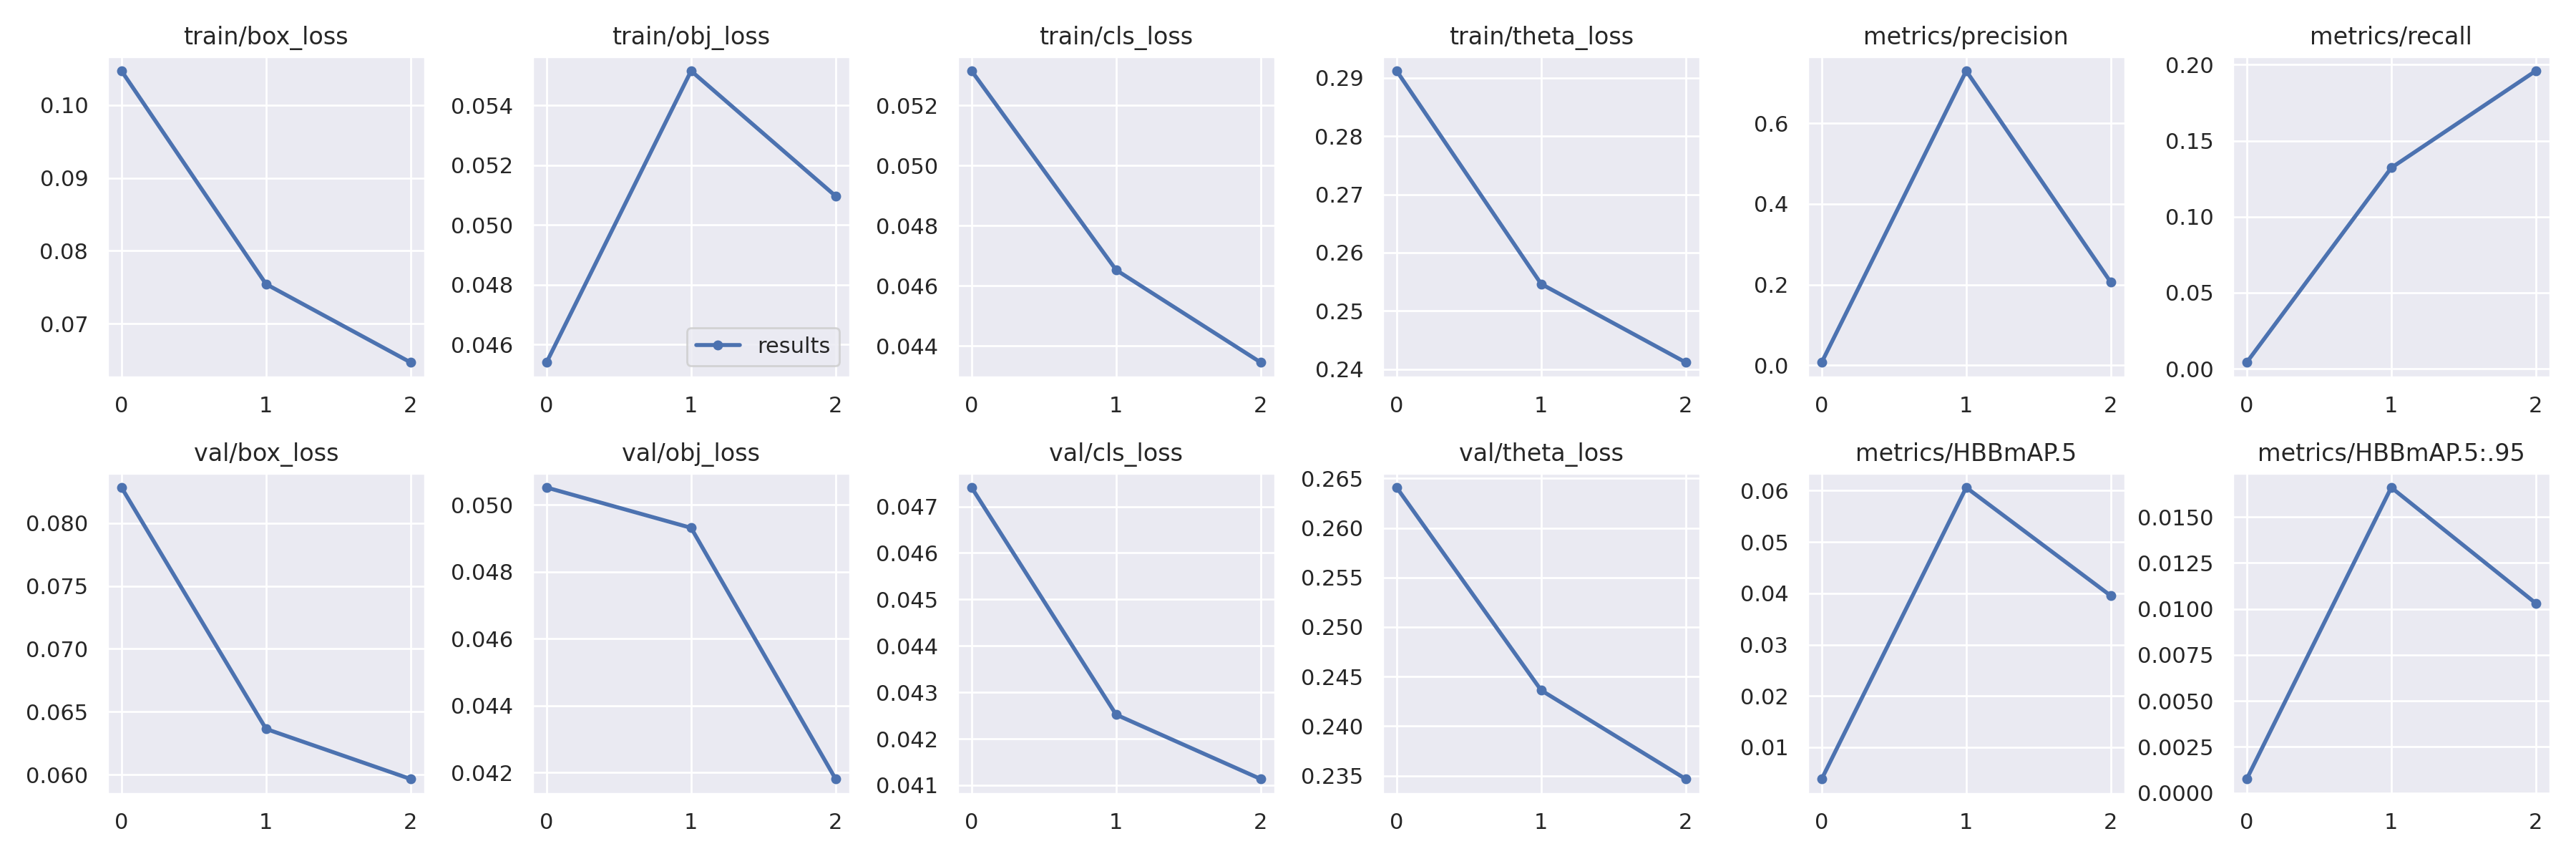 train/box_loss
0.10
0.09
0.08
0.07
0 1 2
train/obj_loss
0.054
0.052
0.050
0.048
0.046
results
0 1 2
train/cls_loss
0.052
0.050
0.048
0.046
0.044
0 1 2
train/theta_loss
0.29
0.28
0.27
0.26
0.25
0.24
0 1 2
metrics/precision
0.6
0.4
0.2
0.0
0 1 2
metrics/recall
0.20
0.15
0.10
0.05
0.00
0 1 2
val/box_loss
0.080
0.075
0.070
0.065
0.060
0 1 2
val/obj_loss
0.050
0.048
0.046
0.044
0.042
0 1 2
val/cls_loss
0.047
0.046
0.045
0.044
0.043
0.042
0.041
0 1 2
val/theta_loss
0.265
0.260
0.255
0.250
0.245
0.240
0.235
0 1 2
metrics/HBBmAP.5
0.06
0.05
0.04
0.03
0.02
0.01
0 1 2
metrics/HBBmAP.5:.95
0.0150
0.0125
0.0100
0.0075
0.0050
0.0025
0.0000
0 1 2